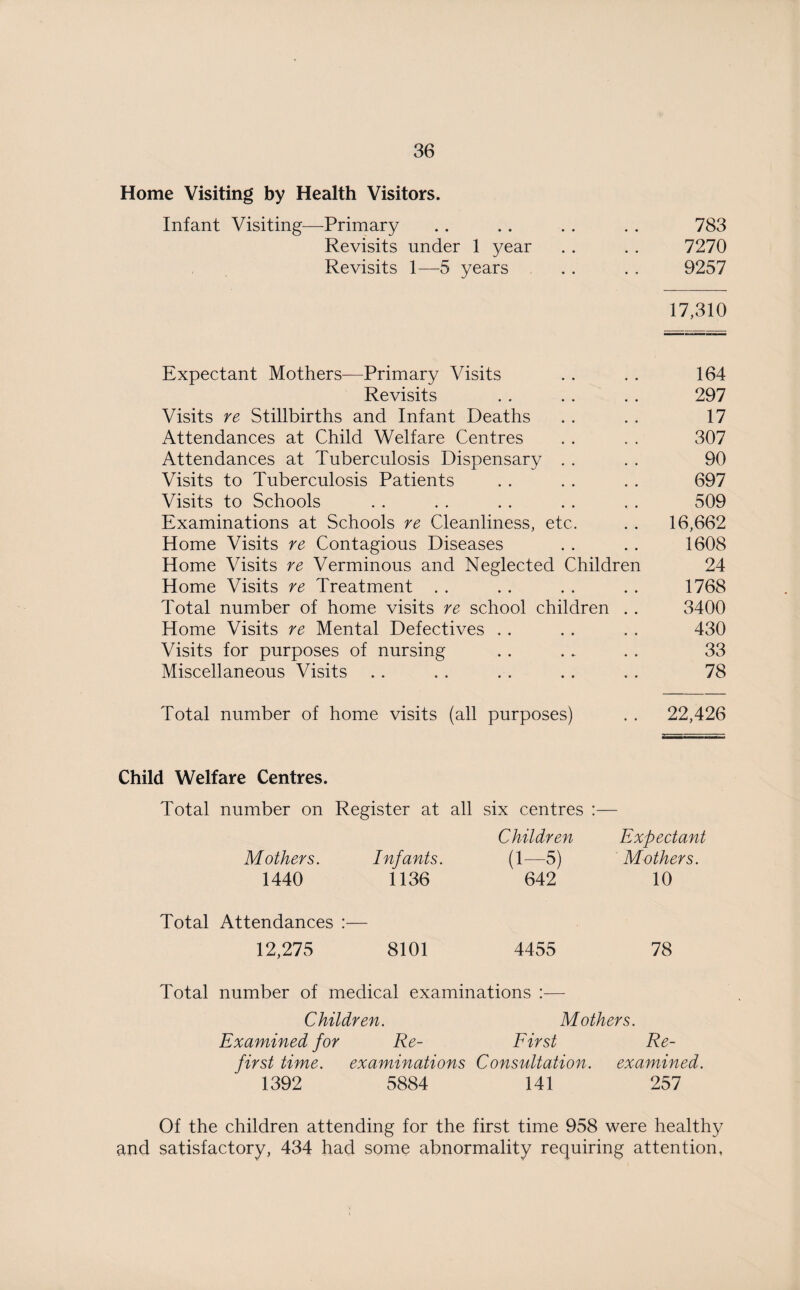 36
Home Visiting by Health Visitors.
Infant Visiting—Primary .. .. .. .. 783
Revisits under 1 year .. .. 7270
Revisits 1—5 years .. .. 9257
17,310
Expectant Mothers—Primary Visits .. .. 164
Revisits .. .. .. 297
Visits re Stillbirths and Infant Deaths .. .. 17
Attendances at Child Welfare Centres .. .. 307
Attendances at Tuberculosis Dispensary .. .. 90
Visits to Tuberculosis Patients .. .. .. 697
Visits to Schools .. .. .. .. .. 509
Examinations at Schools re Cleanliness, etc. .. 16,662
Home Visits re Contagious Diseases .. .. 1608
Home Visits re Verminous and Neglected Children 24
Home Visits re Treatment .. .. .. .. 1768
Total number of home visits re school children .. 3400
Home Visits re Mental Defectives .. .. .. 430
Visits for purposes of nursing .. .. .. 33
Miscellaneous Visits .. .. .. .. .. 78
Total number of home visits (all purposes) .. 22,426
Child Welfare Centres.
Total number on Register at all six centres :—
Children Expectant
Mothers. Infants. (1—5) Mothers.
1440 1136 642 10
Total Attendances :—
12,275 8101 4455 78
Total number of medical examinations :—
Children. Mothers.
Examined for Re- First Re-
first time. examinations Consultation. examined.
1392 5884 141 257
Of the children attending for the first time 958 were healthy
and satisfactory, 434 had some abnormality requiring attention,